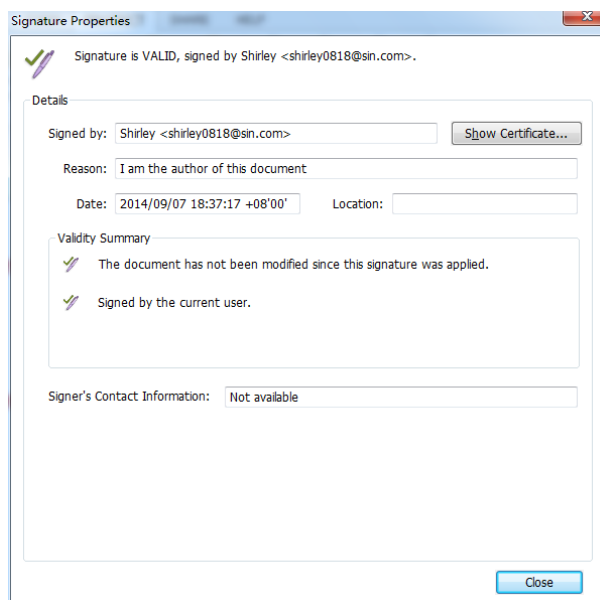 Signature Properties
Signature is VALID, signed by Shirley <shirley0818@sin.com>.
Details
Signed by: Shirley <shirley0818@sin.com> Show Certificate...
Reason: I am the author of this document
Date: 2014/09/07 18:37:17 +08'00' Location:
Validity Summary
The document has not been modified since this signature was applied.
Signed by the current user.
Signer's Contact Information: Not available
Close